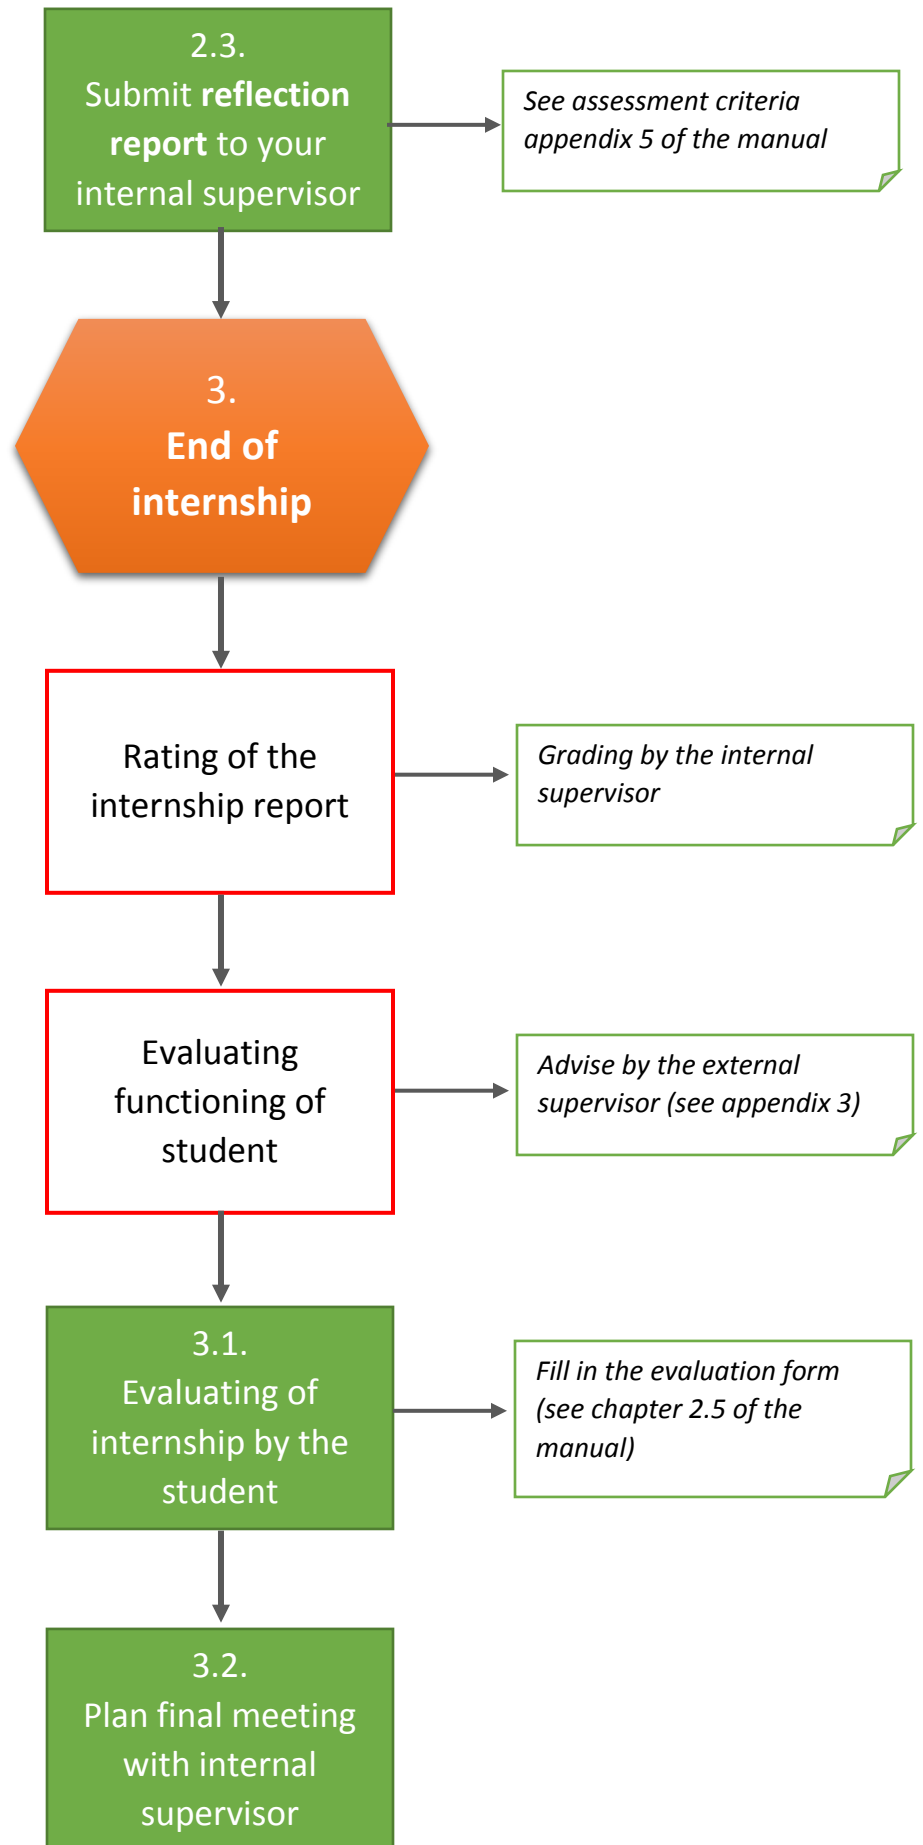 2.3.
Submit reflection
report to your
internal supervisor
See assessment criteria
appendix 5 of the manual
3.
End of
internship
Rating of the
internship report
Grading by the internal
supervisor
Evaluating
functioning of
student
Advise by the external
supervisor (see appendix 3)
3.1.
Evaluating of
internship by the
student
Fill in the evaluation form
(see chapter 2.5 of the
manual)
3.2.
Plan final meeting
with internal
supervisor